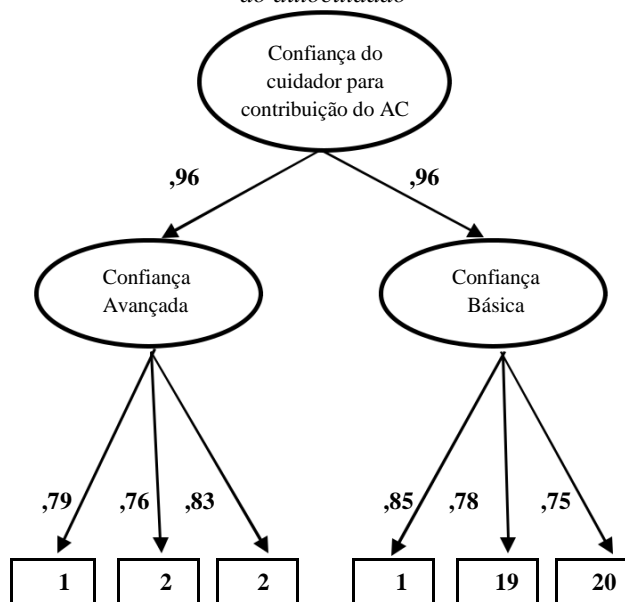 do autocuidado
Confiança do
cuidador para
contribuição do AC
,96 ,96
Confiança
Avançada
Confiança
Básica
,79 ,76 ,83 ,85 ,78 ,75
1 2 2 1 19 20